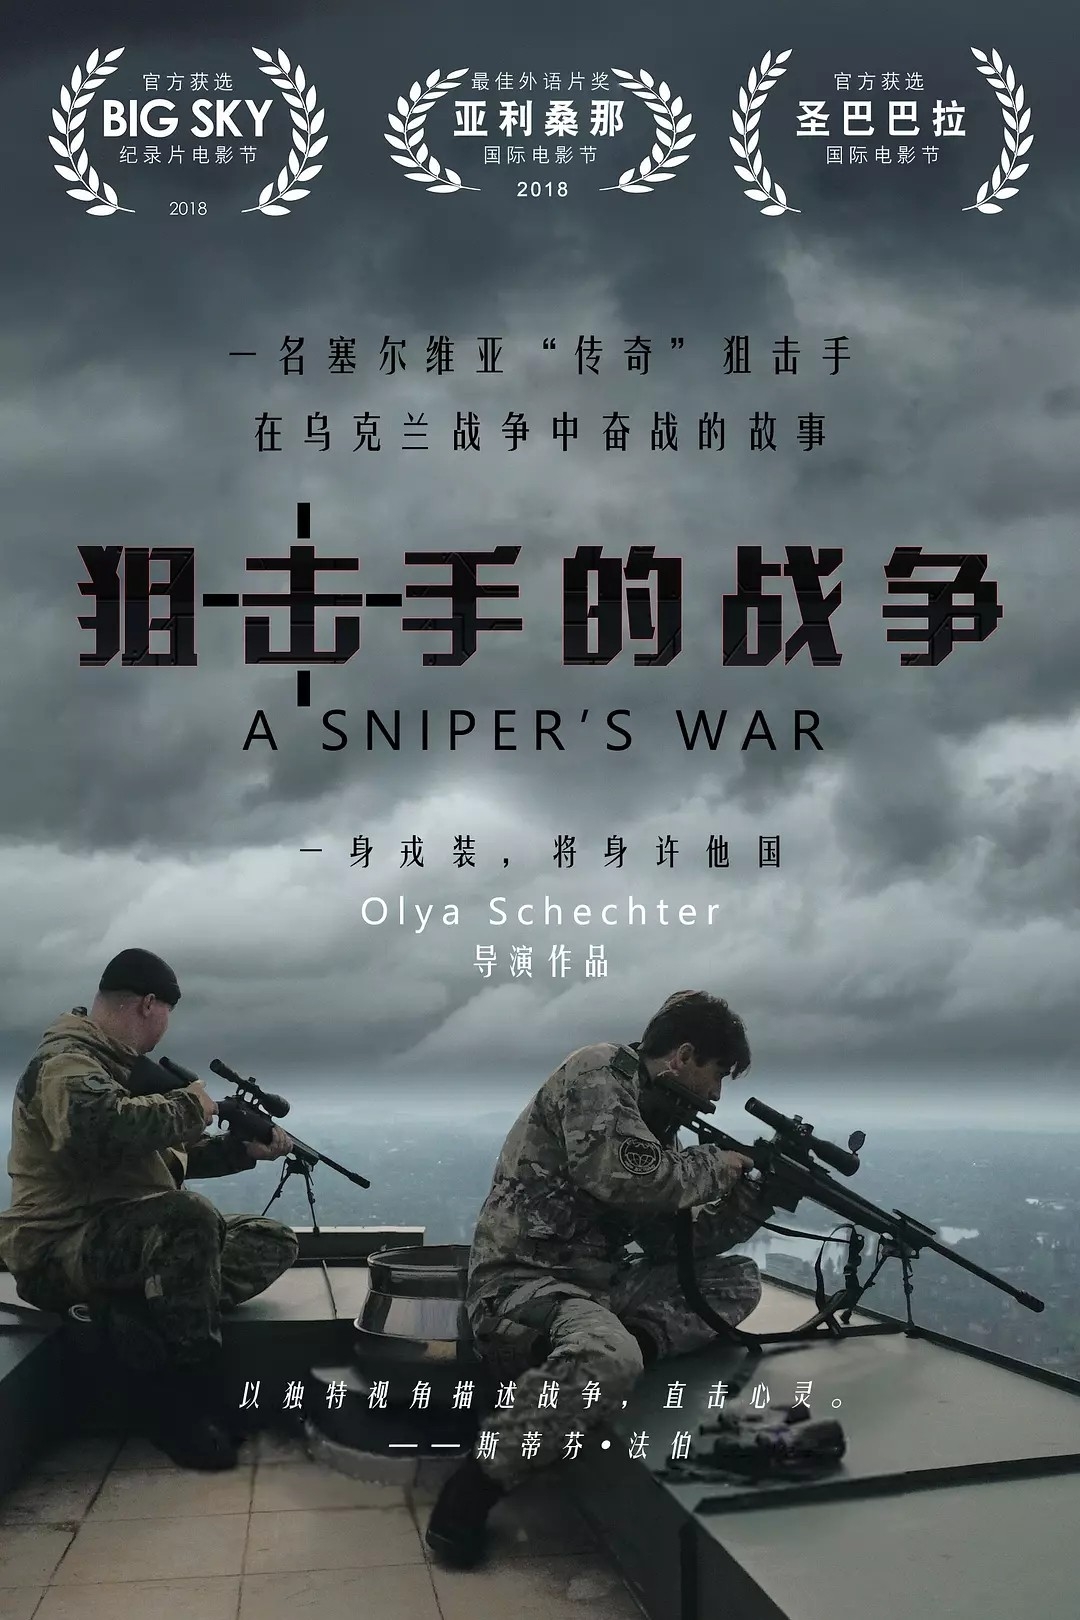 官方获选
BIG SKY
纪录片电影节
2018
最佳外语片奖
亚利桑那
国际电影节
2018
官方获选
圣巴巴拉
国际电影节
一名塞尔维亚“传奇”狙击手
在乌克兰战争中奋战的故事
狙击手的战争
A SNIPER'S WAR
一身戎装，将身许他国
Olya Schechter
导演作品
以独特视角描述战争，直击心灵。
——斯蒂芬·法伯